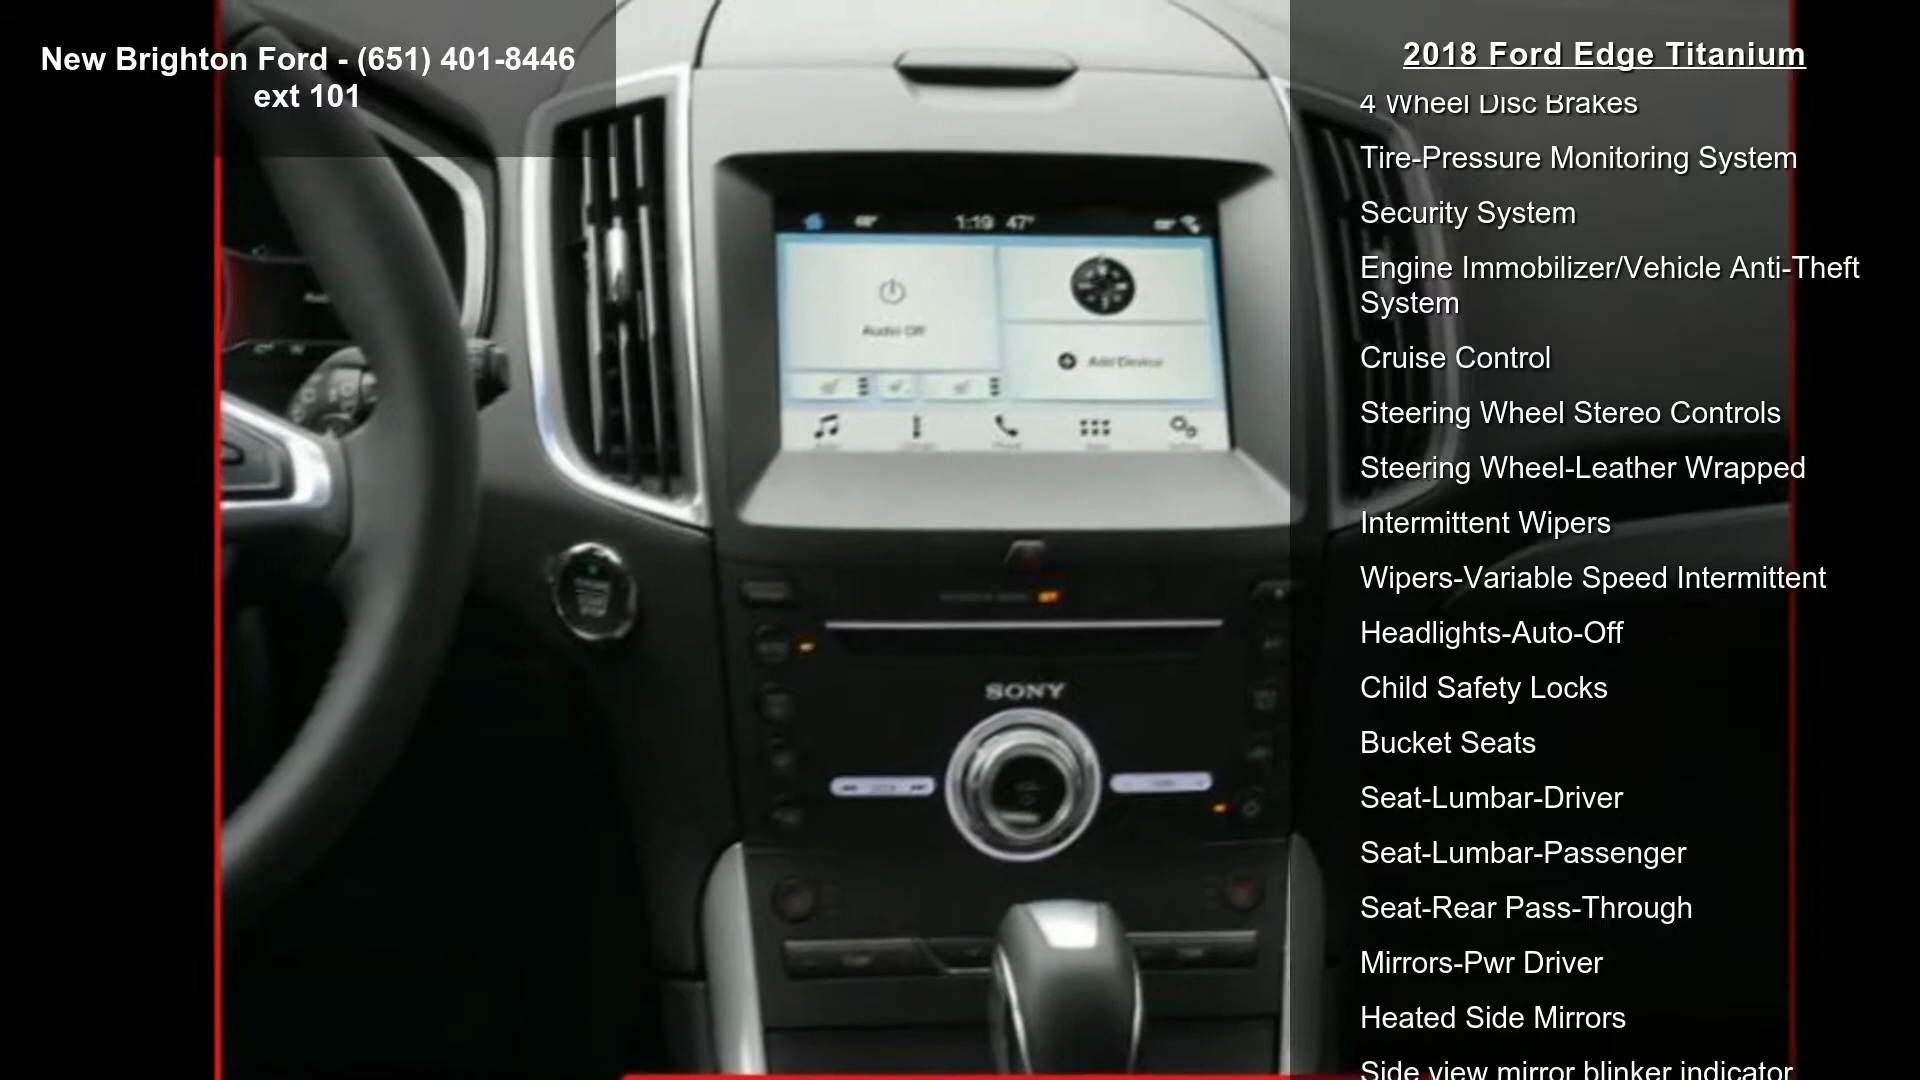 New Brighton Ford - (651) 401-8446
ext 101
2018 Ford Edge Titanium
4 Wheel Disc Brakes
Tire-Pressure Monitoring System
Security System
Engine Immobilizer/Vehicle Anti-Theft
System
Cruise Control
Steering Wheel Stereo Controls
Steering Wheel-Leather Wrapped
Intermittent Wipers
Wipers-Variable Speed Intermittent
Headlights-Auto-Off
Child Safety Locks
Bucket Seats
Seat-Lumbar-Driver
Seat-Lumbar-Passenger
Seat-Rear Pass-Through
Mirrors-Pwr Driver
Heated Side Mirrors
Side view mirror blinker indicator
1:19 47°
Audio Off
Add Device
SONY